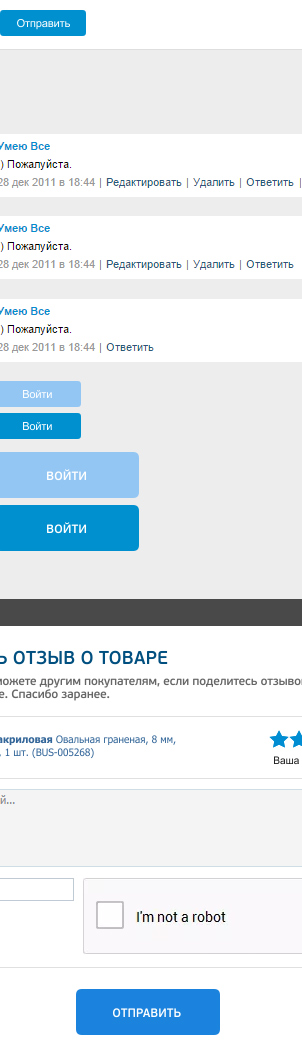 Отправить
Умею Все
) Пожалуйста.
28 дек 2011 в 18:44 | Редактировать | Удалить | Ответить |
Умею Все
) Пожалуйста.
28 дек 2011 в 18:44 | Редактировать | Удалить | Ответить
Умею Все
) Пожалуйста.
28 дек 2011 в 18:44 | Ответить
Войти
Войти
ВОЙТИ
ВОЙТИ
Ь ОТЗЫВ О ТОВАРЕ
можете другим покупателям, если поделитесь отзывом
е. Спасибо заранее.
акриловая Овальная граненая, 8 мм,
, 1 шт. (BUS-005268)
Ваша
й...
I'm not a robot
ОТПРАВИТЬ